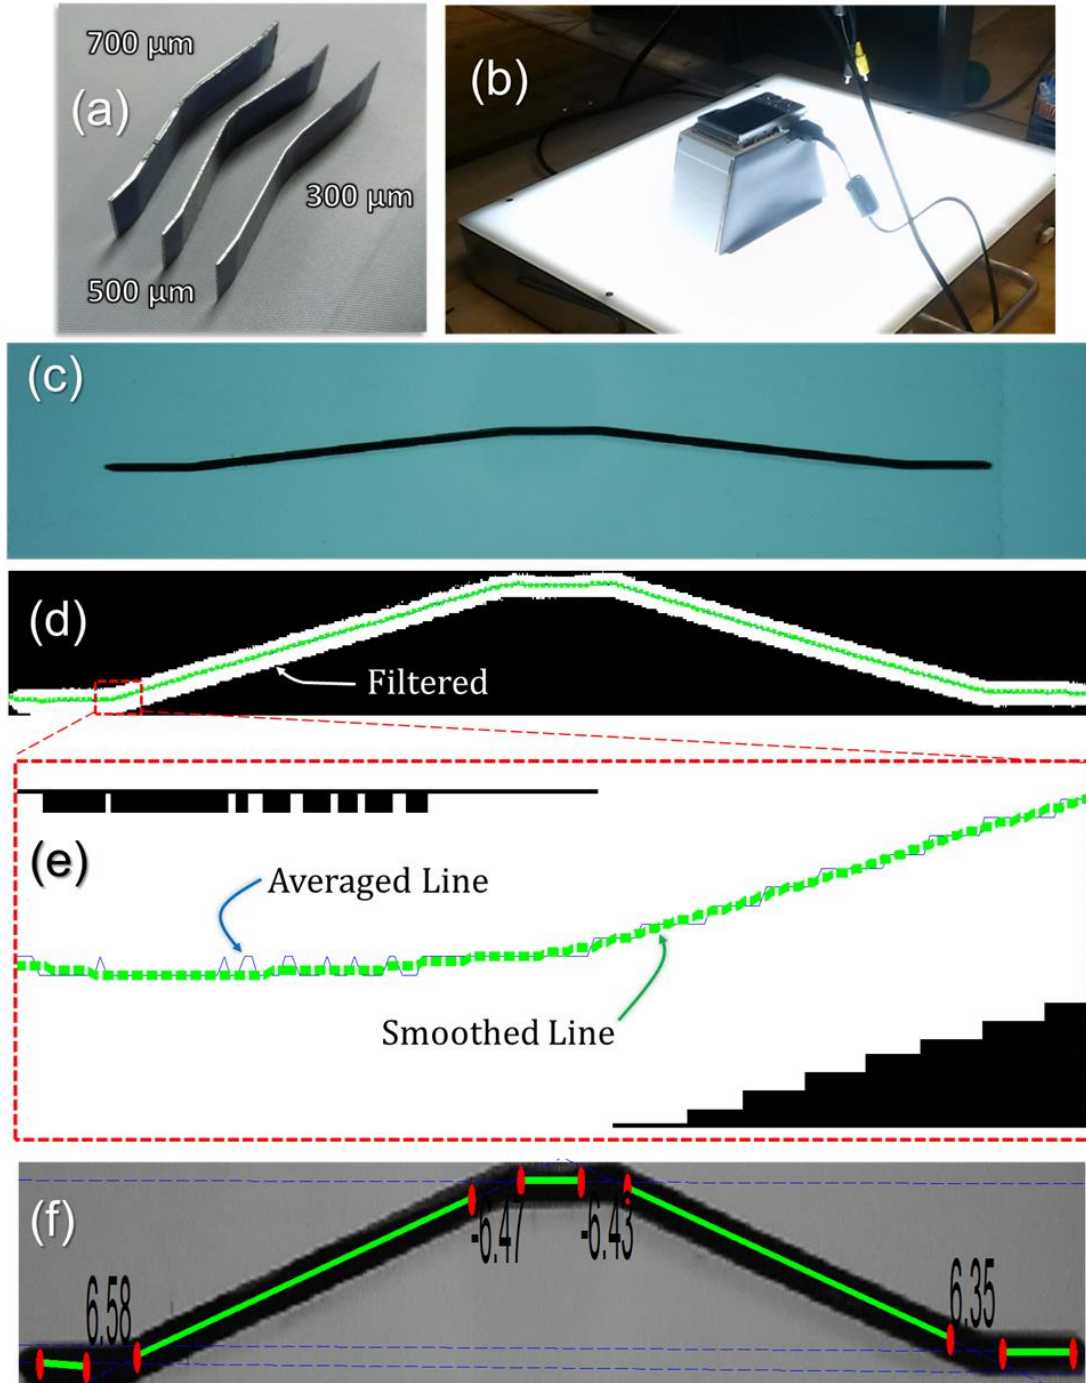 700 µm
(a)
300 µm
500 µm
(b)
(c)
(d)
Filtered
(e)
Averaged Line
Smoothed Line
(f)
6.58
-6.47
-6.43
6.35